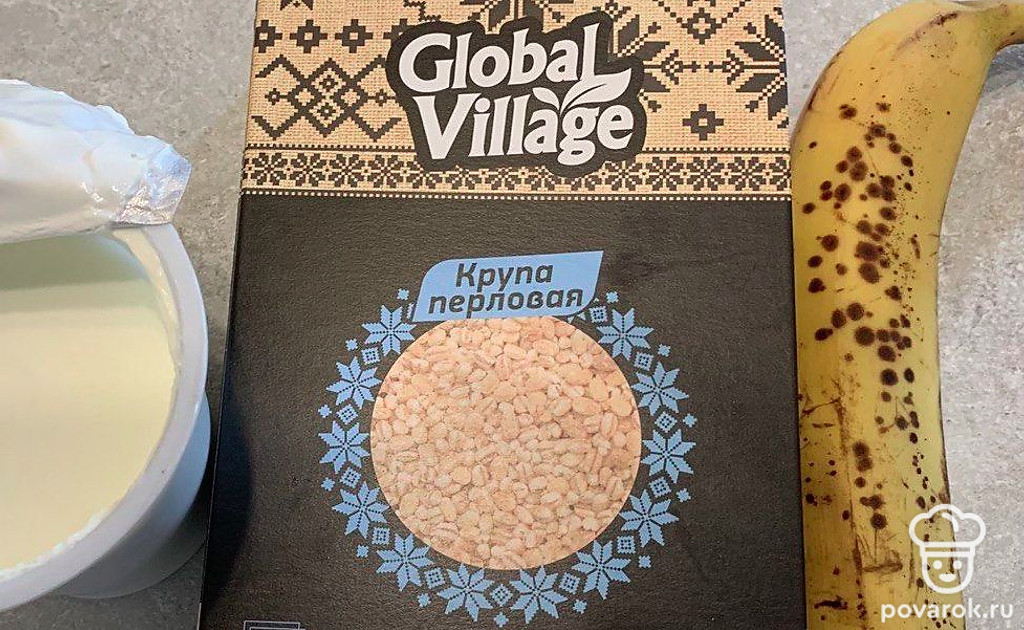 Global
Village
Крупа
перловая
povarok.ru